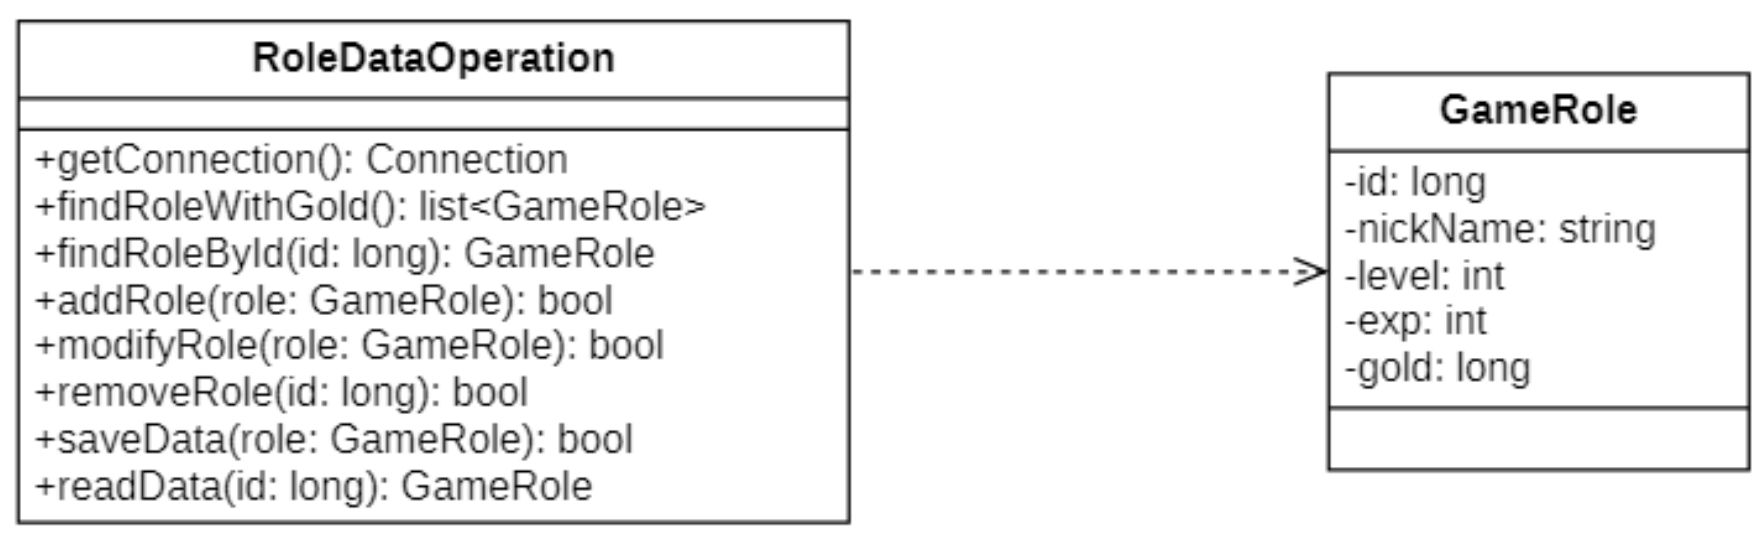 RoleDataOperation
+getConnection(): Connection
+findRoleWithGold(): list<GameRole>
+findRoleById(id: long): GameRole
+addRole(role: GameRole): bool
+modifyRole(role: GameRole): bool
+removeRole(id: long): bool
+saveData(role: GameRole): bool
+readData(id: long): GameRole
GameRole
-id: long
-nickName: string
-level: int
-exp: int
-gold: long